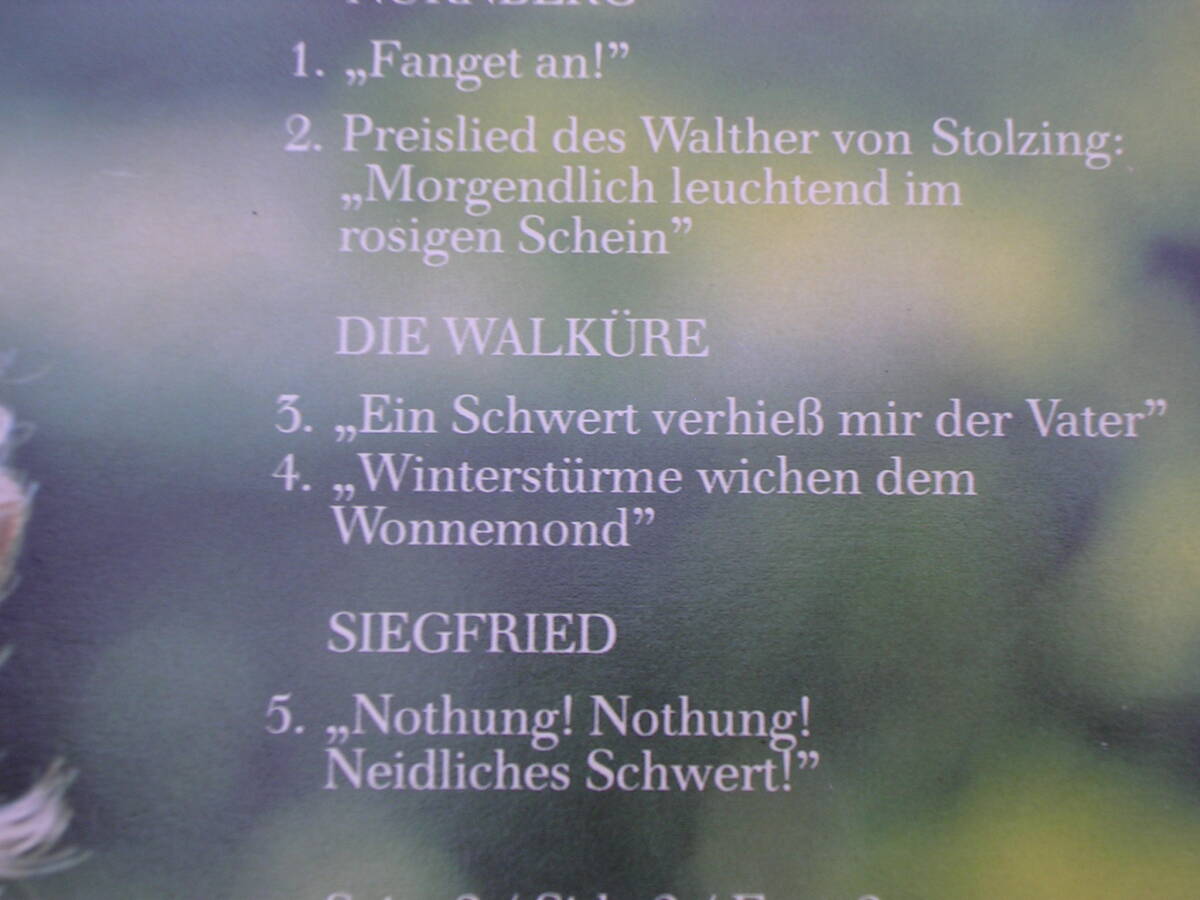 NÜRNBERG
1. „Fanget an!”
2. Preislied des Walther von Stolzing:
„Morgendlich leuchtend im
rosigen Schein”
DIE WALKÜRE
3. „Ein Schwert verhieß mir der Vater”
4. „Winterstürme wichen dem
Wonnemond”
SIEGFRIED
5. „Nothung! Nothung!
Neidliches Schwert!”